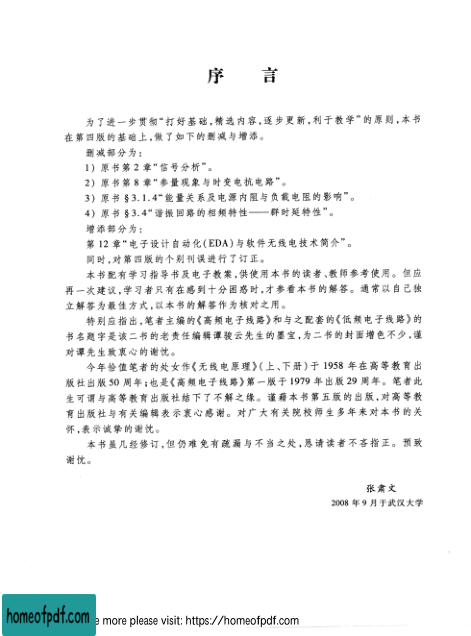 序 言
为了进一步贯彻“打好基础,精选内容,逐步更新,利于教学”的原则,本书
在第四版的基础上,做了如下的删减与增添。
删减部分为:
1) 原书第 2 章“信号分析”。
2) 原书第 8 章“参量现象与时变电抗电路”。
3) 原书 §3.1.4“能量关系及电源内阻与负载电阻的影响”。
4) 原书 §3.4“谐振回路的相频特性——群时延特性”。
增添部分为:
第 12 章“电子设计自动化(EDA)与软件无线电技术简介”。
同时,对第四版的个别刊误进行了订正。
本书配有学习指导书及电子教案,供使用本书的读者、教师参考使用。但应
再一次建议,学习者只有在感到十分困惑时,才参看本书的解答。通常以自己独
立解答为最佳方式,以本书的解答作为核对之用。
特别应指出,笔者主编的《高频电子线路》和与之配套的《低频电子线路》的
书名题字是该二书的老责任编辑谭骏云先生的墨宝,为二书的封面增色不少,谨
对谭先生致衷心的谢忱。
今年恰值笔者的处女作《无线电原理》(上、下册)于 1958 年在高等教育出
版社出版 50 周年;也是《高频电子线路》第一版于 1979 年出版 29 周年。笔者此
生可谓与高等教育出版社结下了不解之缘。谨藉本书第五版的出版,对高等教
育出版社与有关编辑表示衷心感谢。对广大有关院校师生多年来对本书的关
怀,表示诚挚的谢忱。
本书虽几经修订,但仍难免有疏漏与不当之处,恳请读者不吝指正。预致
谢忱。
张肃文
2008 年 9 月于武汉大学
homeofpdf.com
e more please visit: https://homeofpdf.com